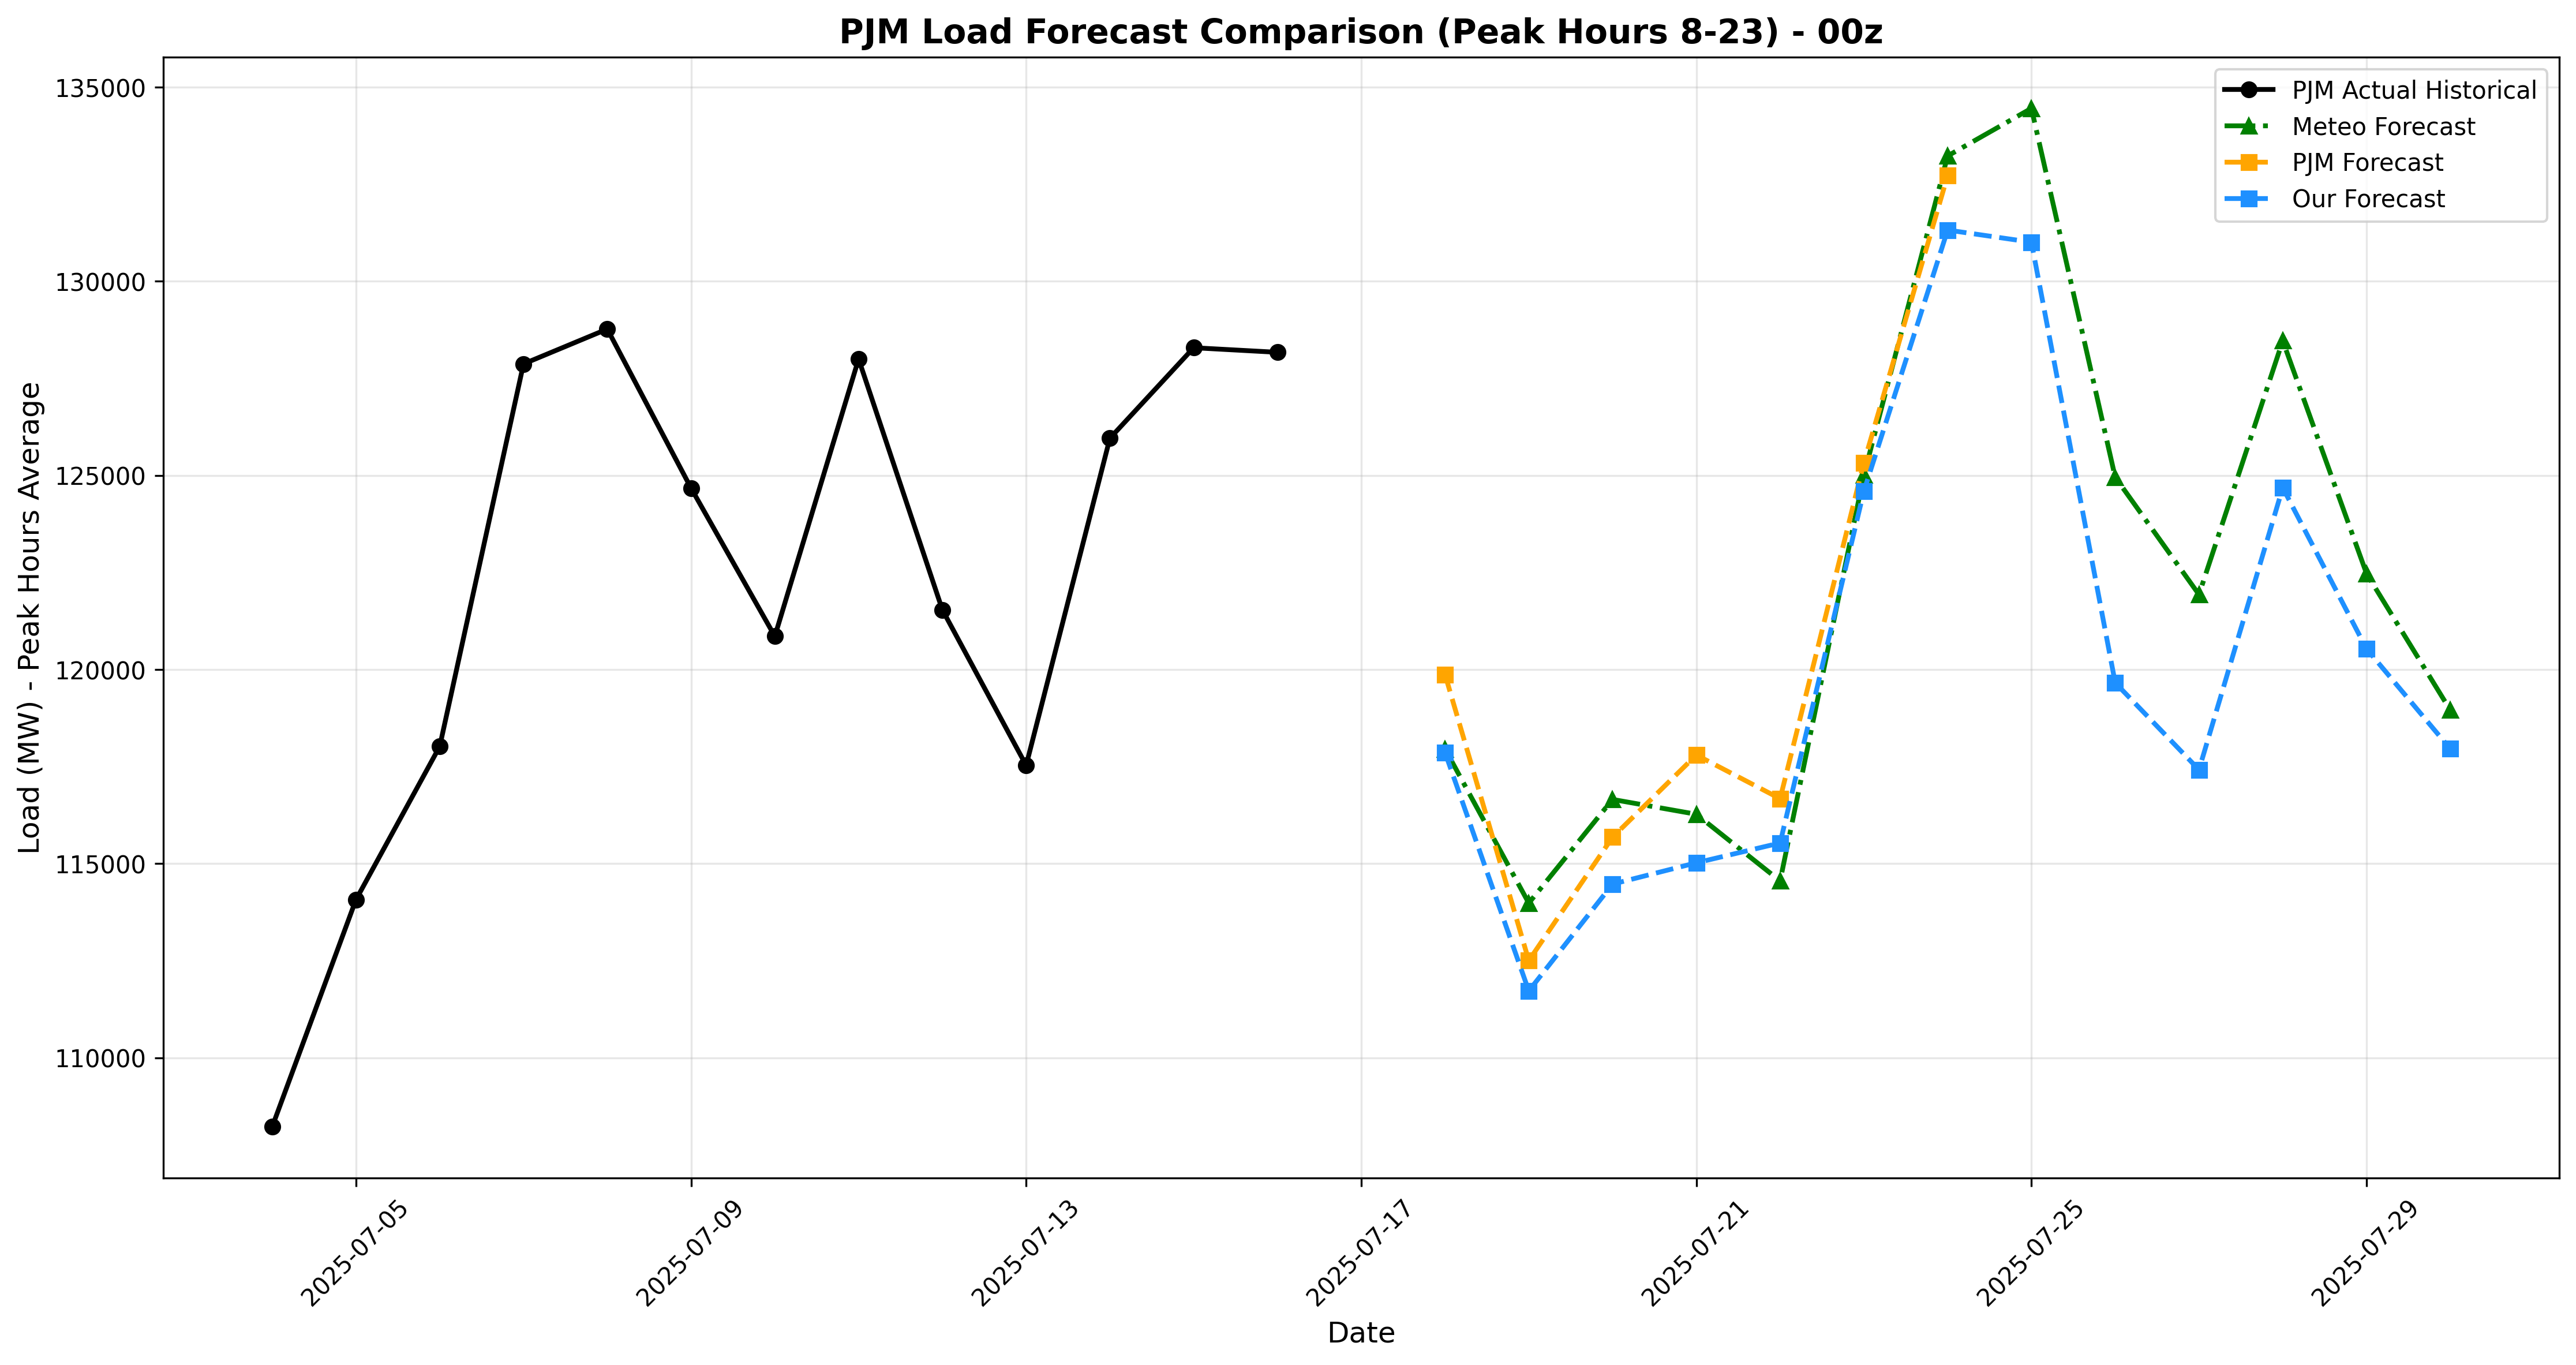 PJM Load Forecast Comparison (Peak Hours 8-23) - 00z
PJM Actual Historical
Meteo Forecast
PJM Forecast
Our Forecast
Load (MW) - Peak Hours Average
135000
130000
125000
120000
115000
110000
2025-07-05
2025-07-09
2025-07-13
2025-07-17
2025-07-21
2025-07-25
2025-07-29
Date